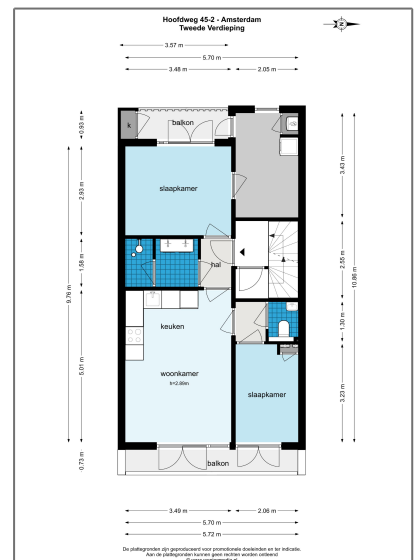 Hoofdweg 45-2 - Amsterdam
Tweede Verdieping
3.57 m
5.70 m
3.48 m
2.05 m
0.93 m
k
balkon
2.93 m
3.43 m
slaapkamer
9.76 m
1.58 m
hal
2.55 m
10.86 m
keuken
1.30 m
5.01 m
woonkamer
h=2.89m
slaapkamer
3.23 m
0.73 m
balkon
3.49 m
2.06 m
5.70 m
5.72 m
De plattegronden zijn geproduceerd voor promotionele doeleinden en ter indicatie.
Aan de plattegronden kunnen geen rechten worden ontleend